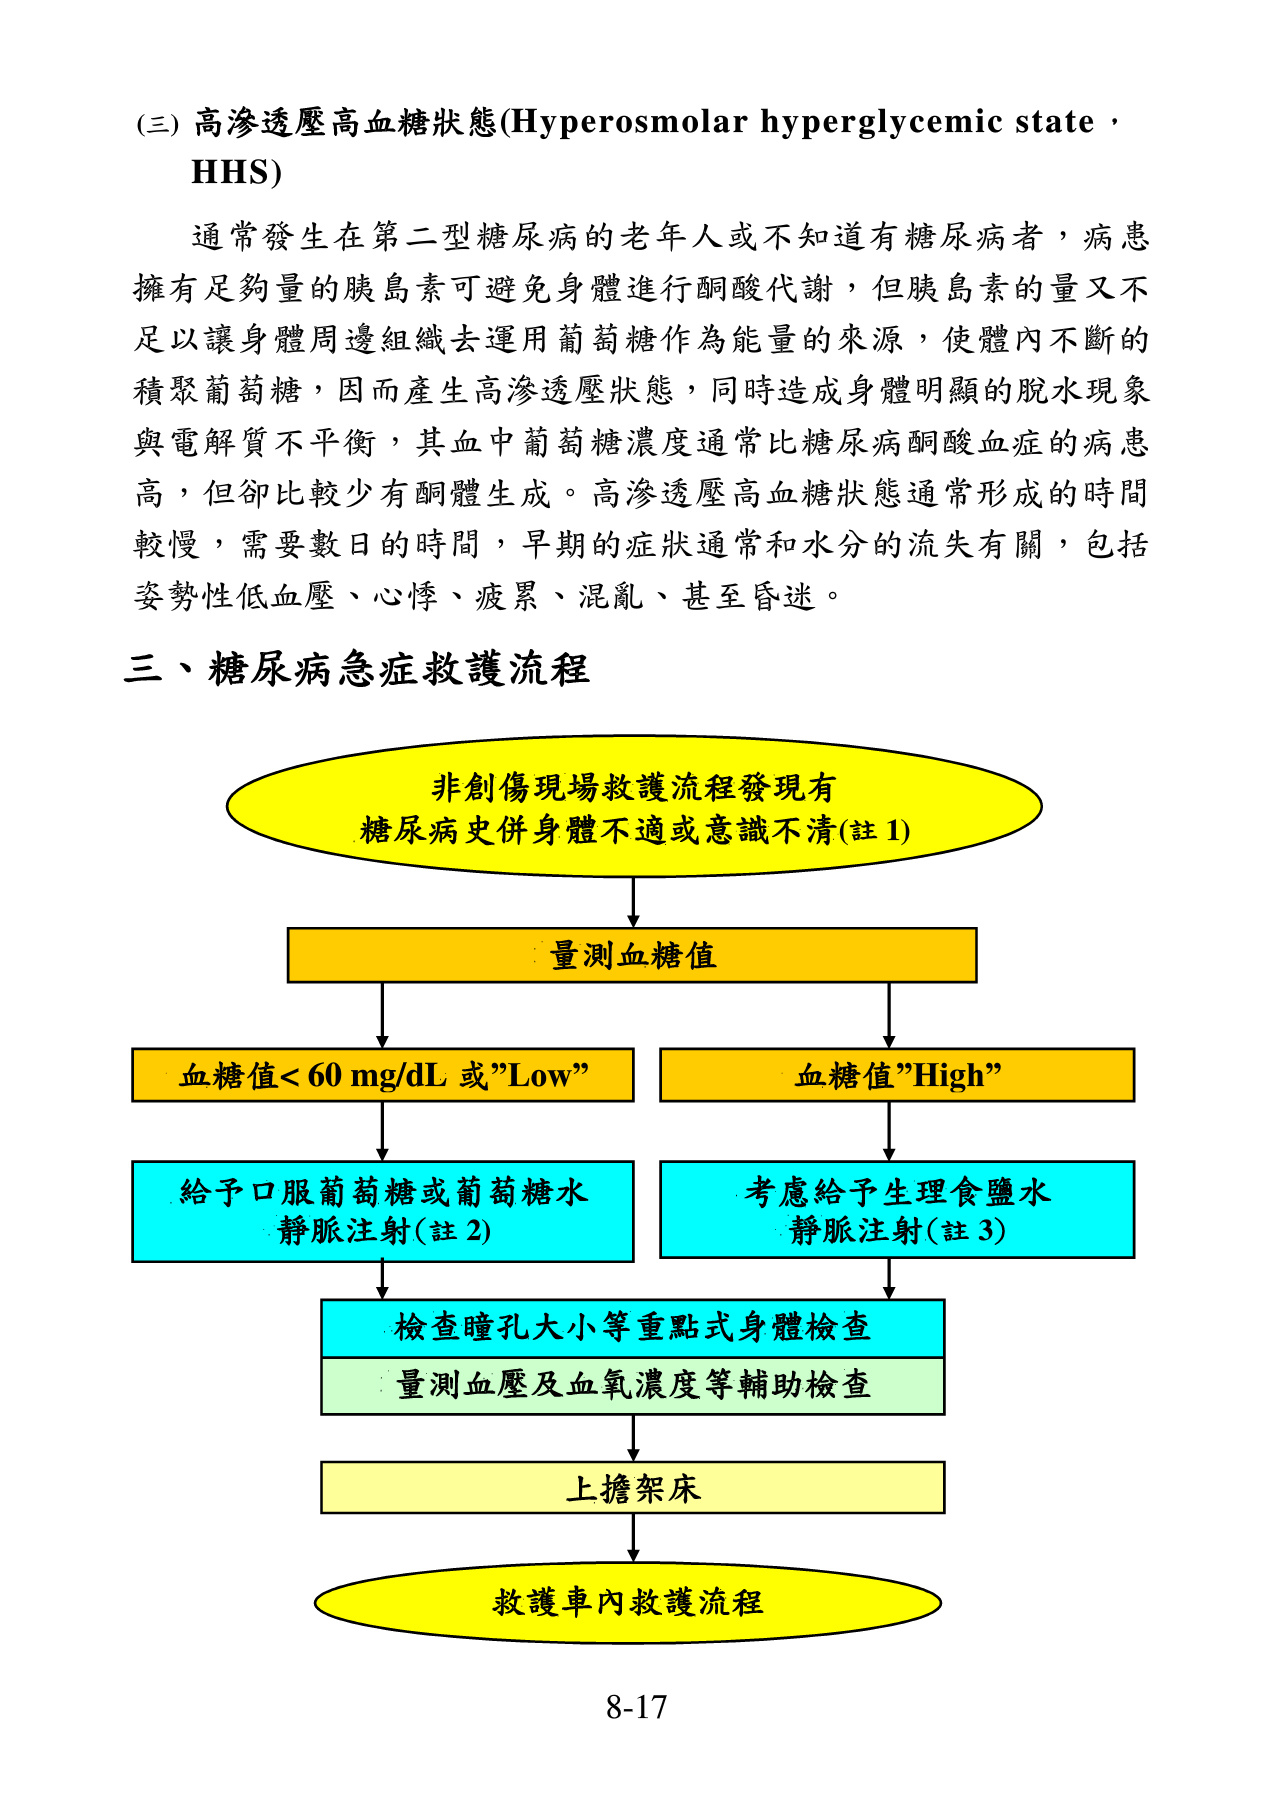 (三) 高滲透壓高血糖狀態(Hyperosmolar hyperglycemic state，
HHS)
通常發生在第二型糖尿病的老年人或不知道有糖尿病者，病患
擁有足夠量的胰島素可避免身體進行酮酸代謝，但胰島素的量又不
足以讓身體周邊組織去運用葡萄糖作為能量的來源，使體內不斷的
積聚葡萄糖，因而產生高滲透壓狀態，同時造成身體明顯的脫水現象
與電解質不平衡，其血中葡萄糖濃度通常比糖尿病酮酸血症的病患
高，但卻比較少有酮體生成。高滲透壓高血糖狀態通常形成的時間
較慢，需要數日的時間，早期的症狀通常和水分的流失有關，包括
姿勢性低血壓、心悸、疲累、混亂、甚至昏迷。
三、糖尿病急症救護流程
非創傷現場救護流程發現有
糖尿病史併身體不適或意識不清(註 1)
量測血糖值
血糖值< 60 mg/dL 或”Low”
血糖值”High”
給予口服葡萄糖或葡萄糖水
靜脈注射(註 2)
考慮給予生理食鹽水
靜脈注射(註 3)
檢查瞳孔大小等重點式身體檢查
量測血壓及血氧濃度等輔助檢查
上擔架床
救護車內救護流程
8-17